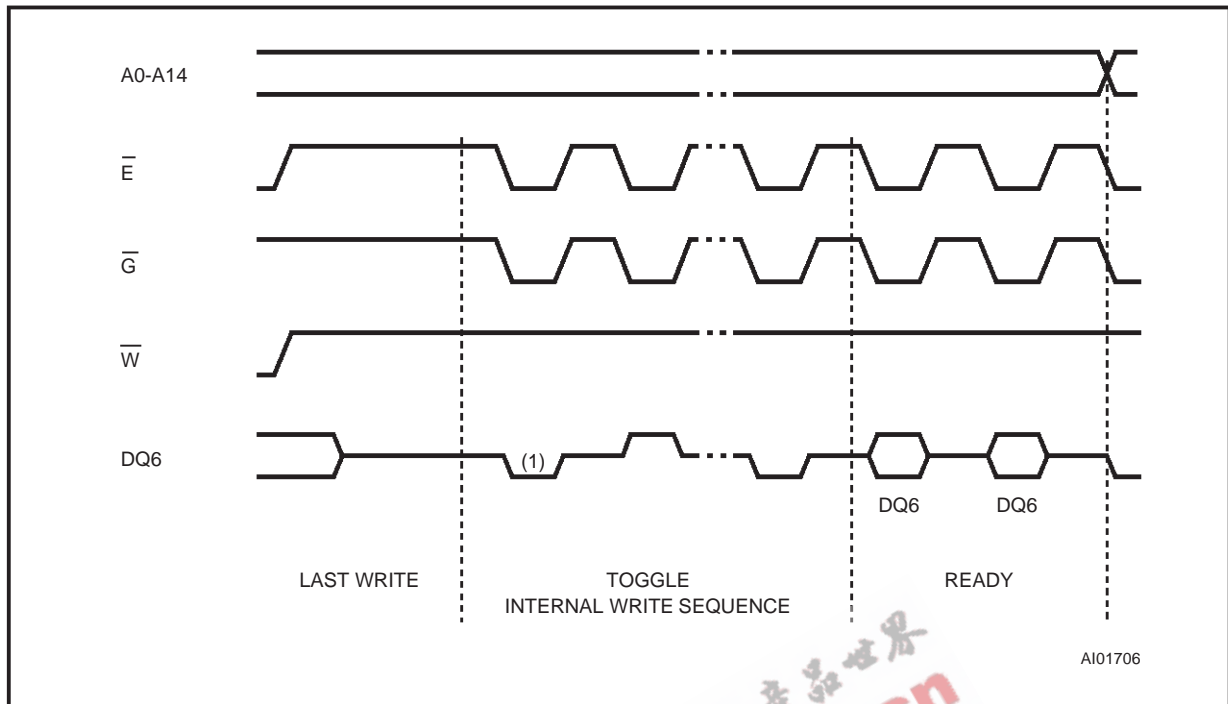 A0-A14
E
G
W
DQ6
(1)
DQ6 DQ6
LAST WRITE TOGGLE READY
INTERNAL WRITE SEQUENCE
AI01706